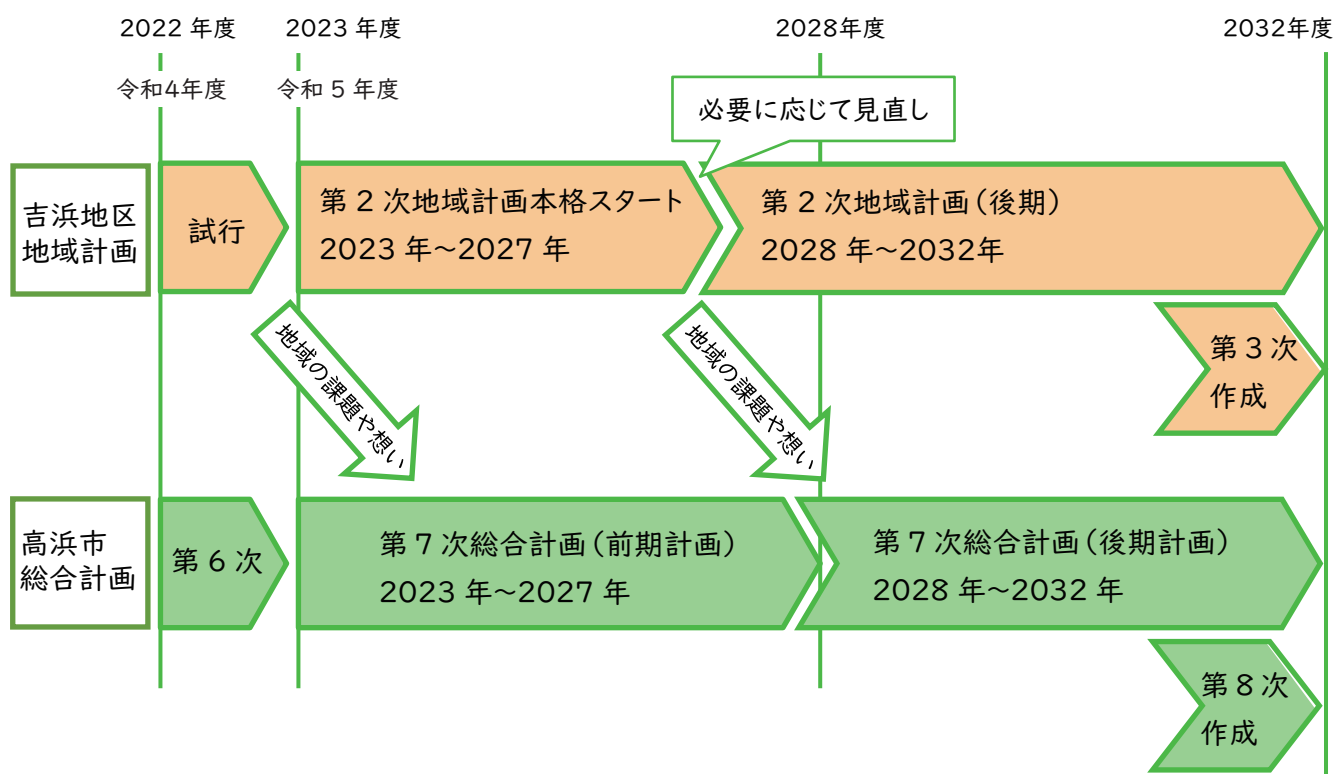 2022 年度
2023 年度
2028年度
2032年度
令和4年度
令和 5 年度
必要に応じて見直し
吉浜地区
地域計画
試行
第 2 次地域計画本格スタート
2023 年~2027 年
第 2 次地域計画(後期)
2028 年~2032年
地域の課題や想い
地域の課題や想い
第 3 次
作成
高浜市
総合計画
第 6 次
第 7 次総合計画(前期計画)
2023 年~2027 年
第 7 次総合計画(後期計画)
2028 年~2032 年
第 8 次
作成